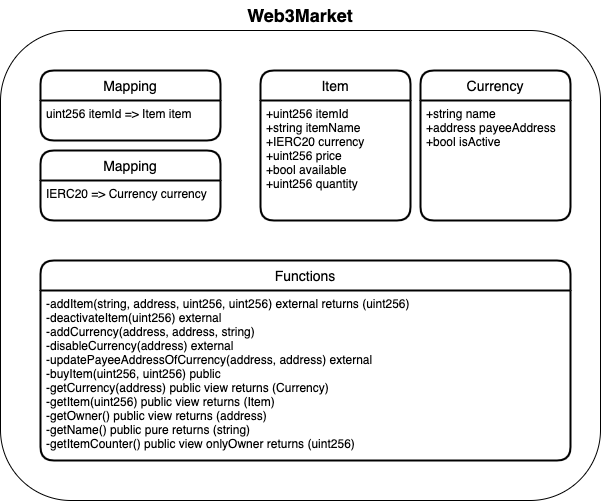 Web3Market
Mapping
uint256 itemId => Item item
Mapping
IERC20 => Currency currency
Item
+uint256 itemId
+string itemName
+IERC20 currency
+uint256 price
+bool available
+uint256 quantity
Currency
+string name
+address payeeAddress
+bool isActive
Functions
-addItem(string, address, uint256, uint256) external returns (uint256)
-deactivateItem(uint256) external
-addCurrency(address, address, string)
-disableCurrency(address) external
-updatePayeeAddressOfCurrency(address, address) external
-buyItem(uint256, uint256) public
-getCurrency(address) public view returns (Currency)
-getItem(uint256) public view returns (Item)
-getOwner() public view returns (address)
-getName() public pure returns (string)
-getItemCounter() public view onlyOwner returns (uint256)